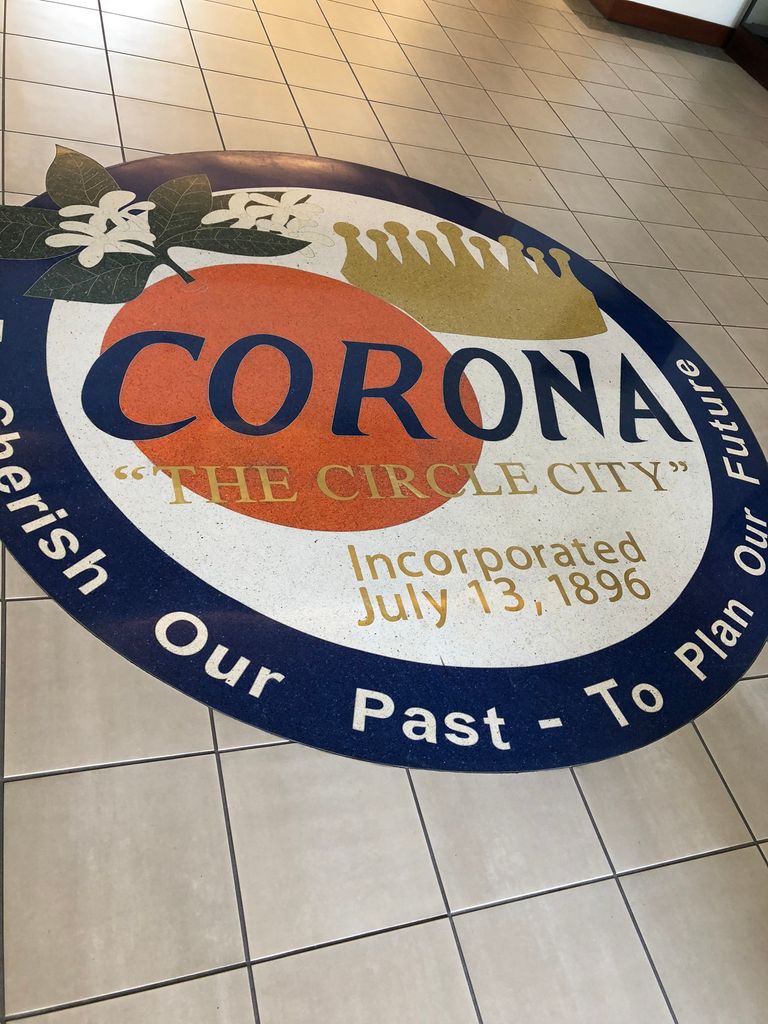 CORONA
"THE CIRCLE CITY"
Incorporated
July 13, 1896
Cherish Our Past - To Plan Our Future